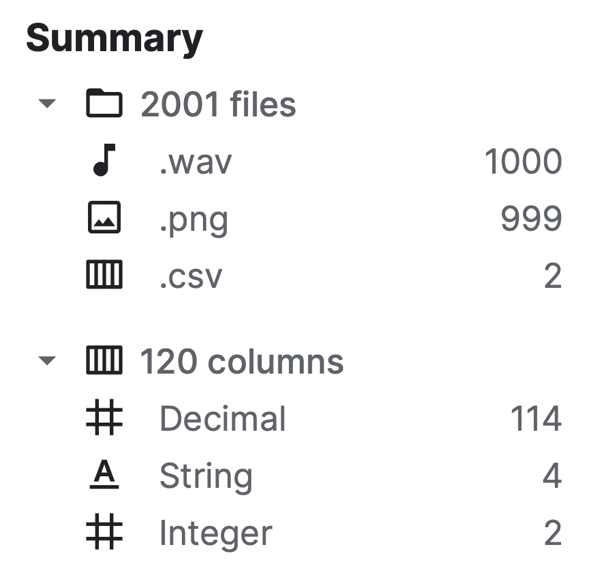 Summary
2001 files
.wav 1000
.png 999
.csv 2
120 columns
Decimal 114
String 4
Integer 2